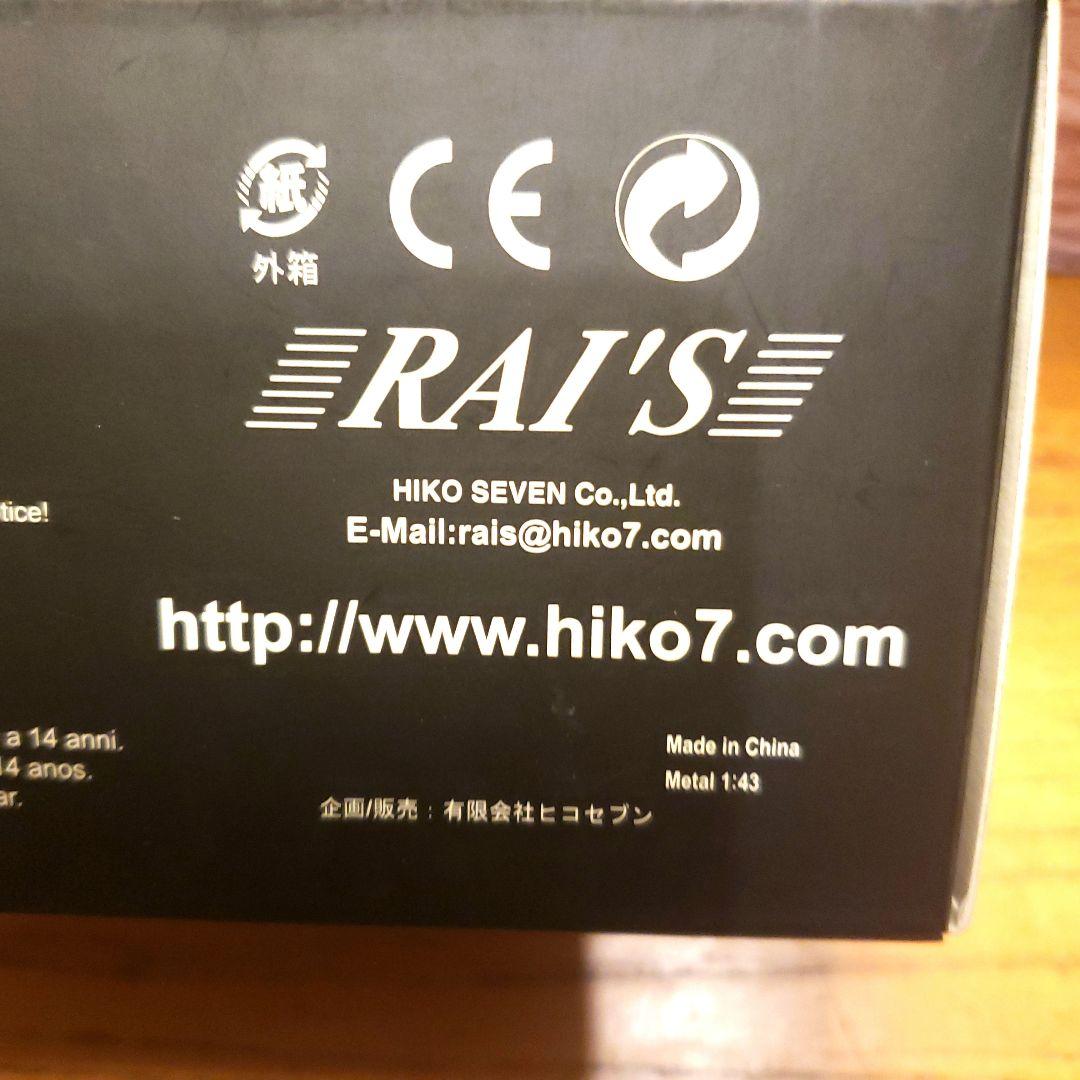 紙
外箱
CE
RAI'S
HIKO SEVEN Co.,Ltd.
E-Mail:rais@hiko7.com
http://www.hiko7.com
tice!
a 14 anni.
14 anos.
ar.
Made in China
Metal 1:43
企画/販売：有限会社ヒコセブン